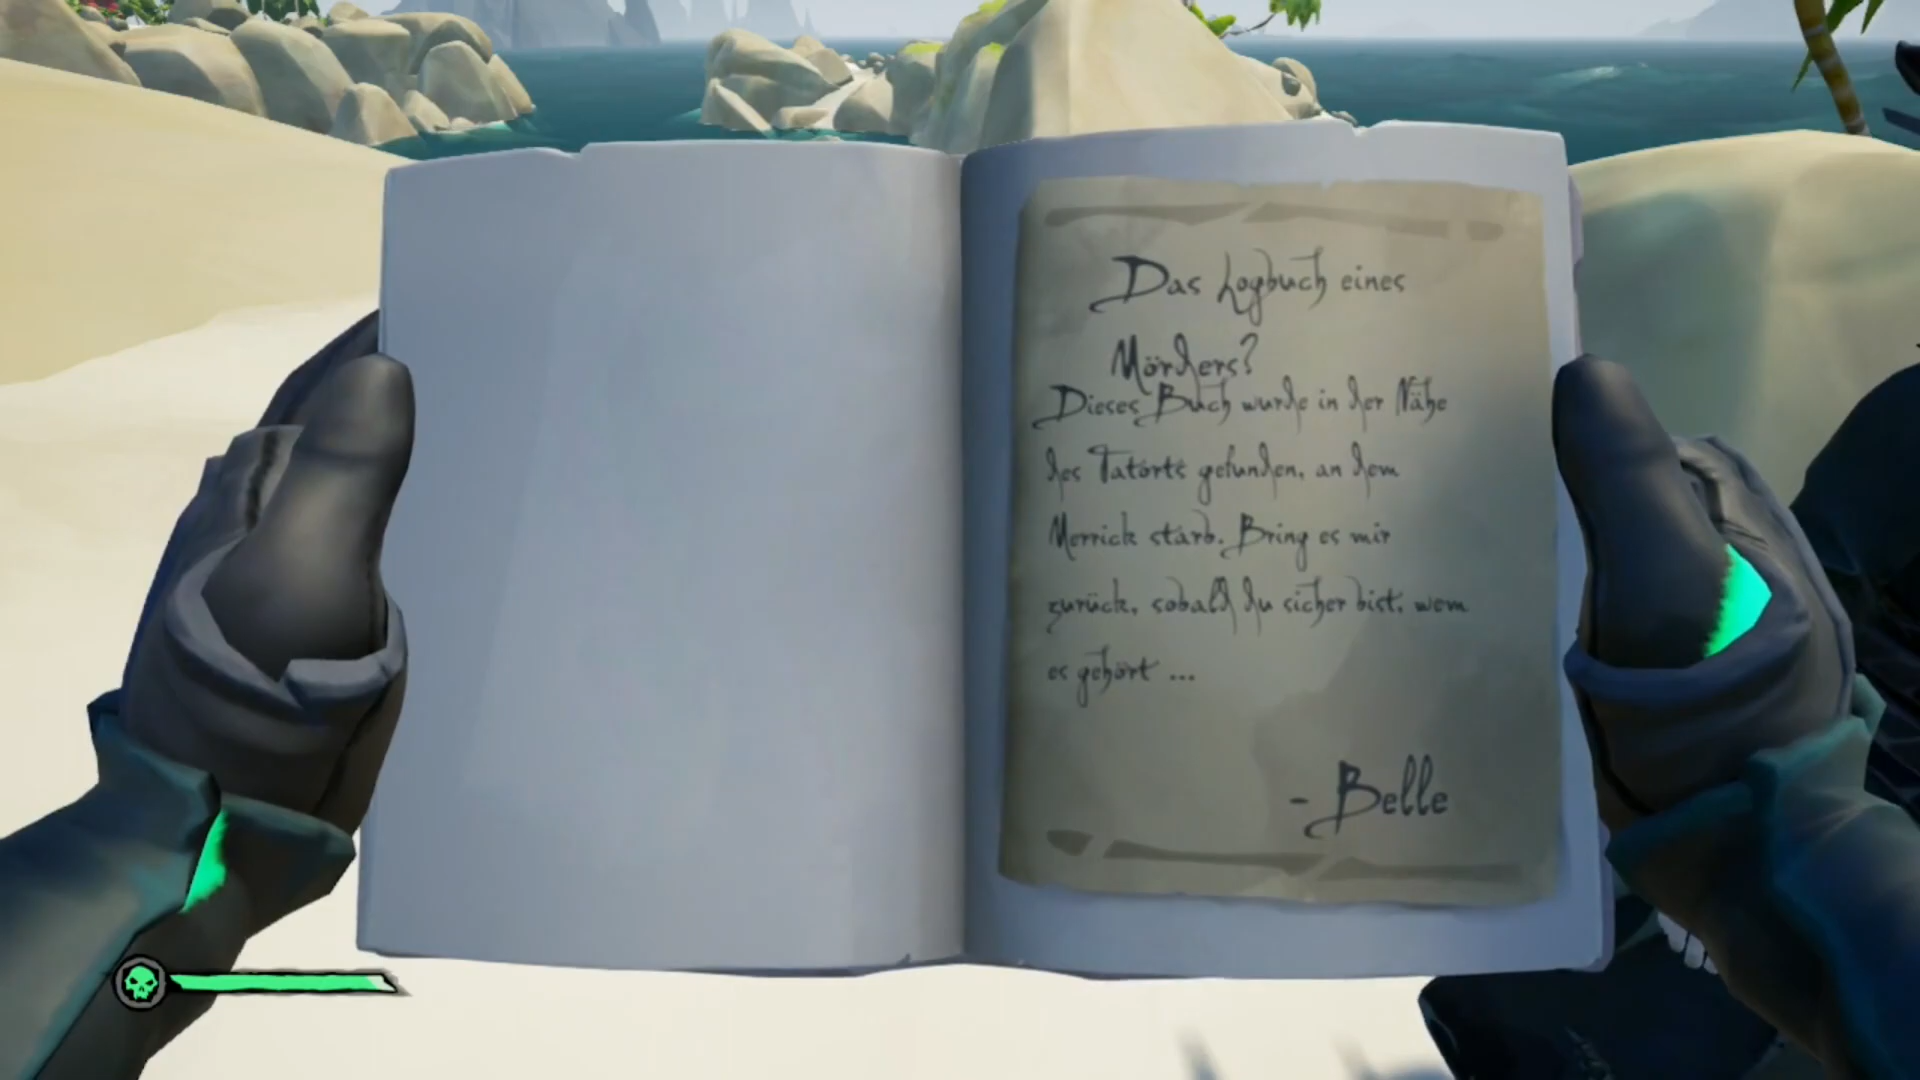 Das Logbuch eines
Mörders?
Dieses Buch wurde in der Nähe
des Tatorts gefunden, an dem
Merrick starb. Bring es mir
zurück, sobald du sicher bist, wem
es gehört ...
- Belle